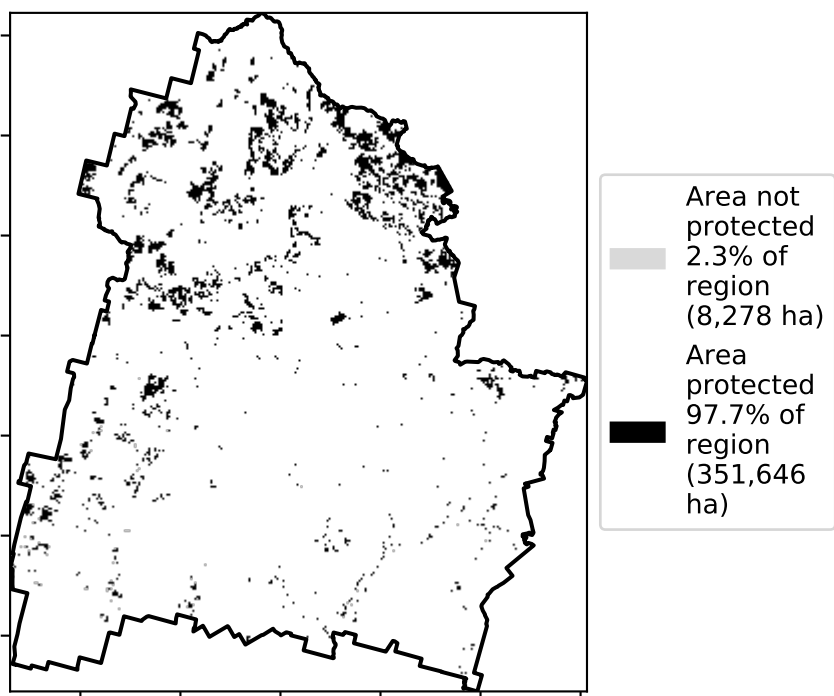 Area not
protected
2.3% of
region
(8,278 ha)
Area
protected
97.7% of
region
(351,646
ha)